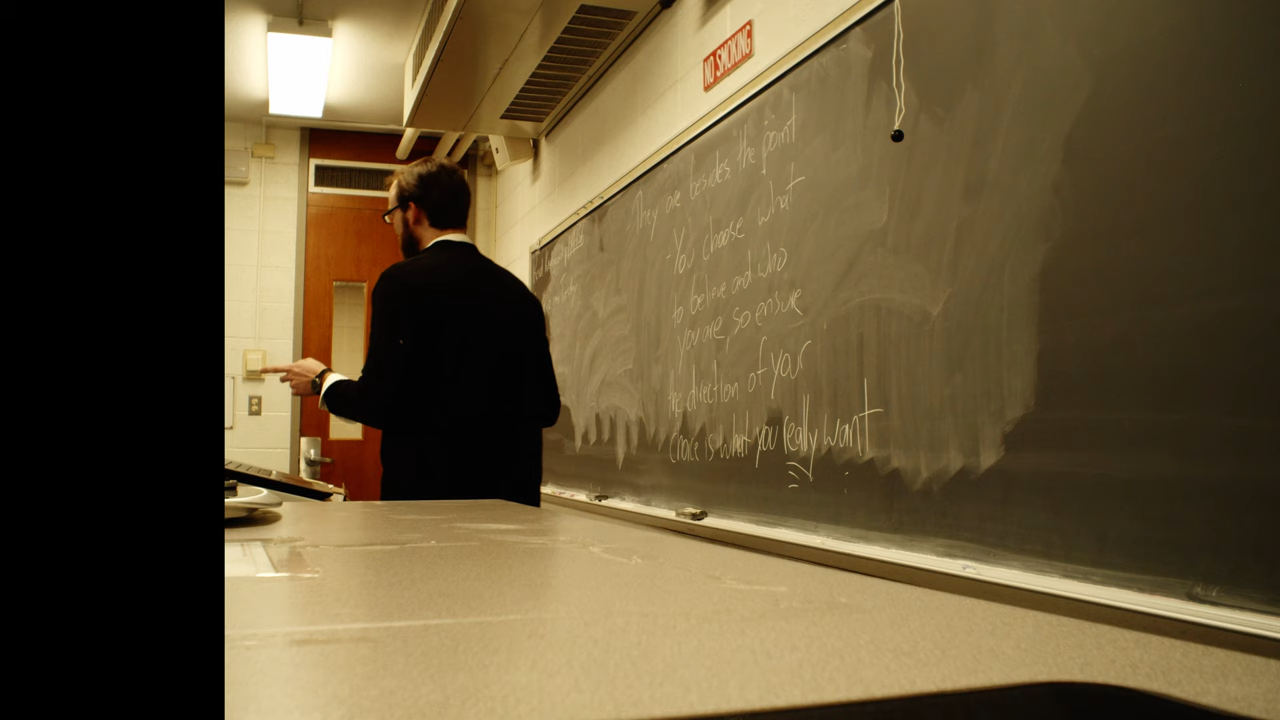 NO SMOKING
They are besides the point
-You choose what
to believe and who
you are, so ensure
the direction of your
choice is what you really want